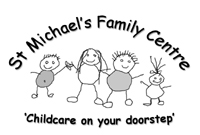 St Michael's Family Centre
'Childcare on your doorstep'